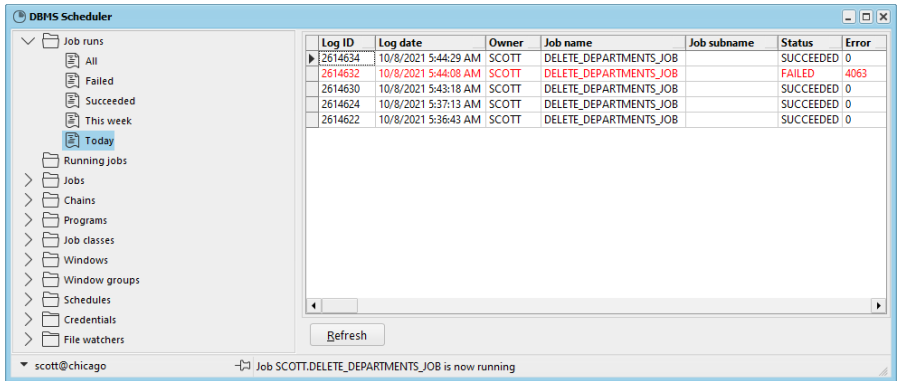 DBMS Scheduler
Job runs
All
Failed
Succeeded
This week
Today
Running jobs
Jobs
Chains
Programs
Job classes
Windows
Window groups
Schedules
Credentials
File watchers
Log ID Log date Owner Job name Job subname Status Error
2614634 10/8/2021 5:44:29 AM SCOTT DELETE_DEPARTMENTS_JOB SUCCEEDED 0
2614632 10/8/2021 5:44:08 AM SCOTT DELETE_DEPARTMENTS_JOB FAILED 4063
2614630 10/8/2021 5:43:18 AM SCOTT DELETE_DEPARTMENTS_JOB SUCCEEDED 0
2614624 10/8/2021 5:37:13 AM SCOTT DELETE_DEPARTMENTS_JOB SUCCEEDED 0
2614622 10/8/2021 5:36:43 AM SCOTT DELETE_DEPARTMENTS_JOB SUCCEEDED 0
Refresh
scott@chicago Job SCOTT.DELETE_DEPARTMENTS_JOB is now running